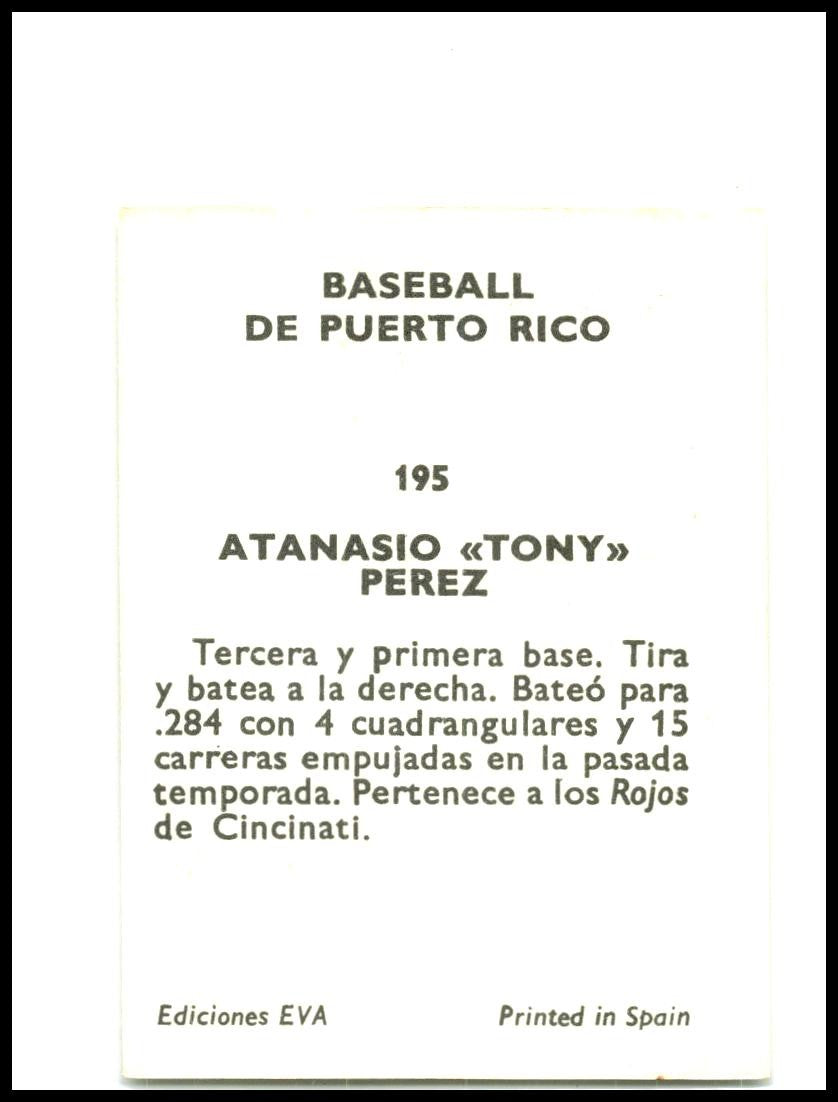 BASEBALL
DE PUERTO RICO
195
ATANASIO «TONY»
PEREZ
Tercera y primera base. Tira
y batea a la derecha. Bateó para
.284 con 4 cuadrangulares y 15
carreras empujadas en la pasada
temporada. Pertenece a los Rojos
de Cincinati.
Ediciones EVA Printed in Spain